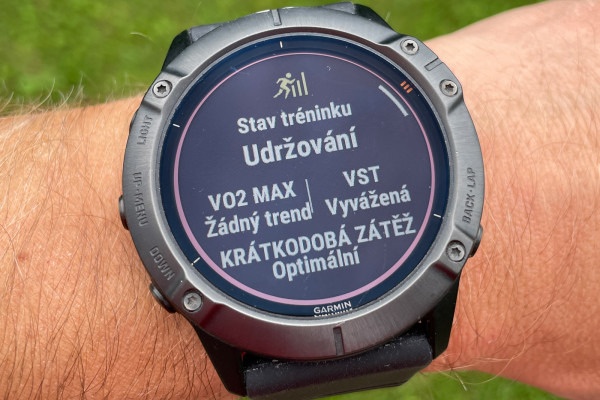 Stav tréninku
Udržování
VO2 MAX
Žádný trend
VST
Vyvážená
KRÁTKODOBÁ ZÁTĚŽ
Optimální
GARMIN
LIGHT
UP·MENU
DOWN
BACK·LAP